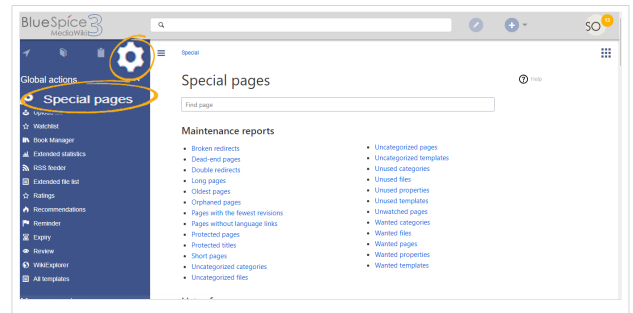 BlueSpice3
MediaWiki
SO
Special
Global actions
Special pages
Help
Special pages
Find page
Watchlist
Book Manager
Extended statistics
RSS feeder
Extended file list
Ratings
Recommendations
Reminder
Expiry
Review
WikiExplorer
All templates
Maintenance reports
Broken redirects
Dead-end pages
Double redirects
Long pages
Oldest pages
Orphaned pages
Pages with the fewest revisions
Pages without language links
Protected pages
Protected titles
Short pages
Uncategorized categories
Uncategorized files
Uncategorized pages
Uncategorized templates
Unused categories
Unused files
Unused properties
Unused templates
Unwatched pages
Wanted categories
Wanted files
Wanted pages
Wanted properties
Wanted templates